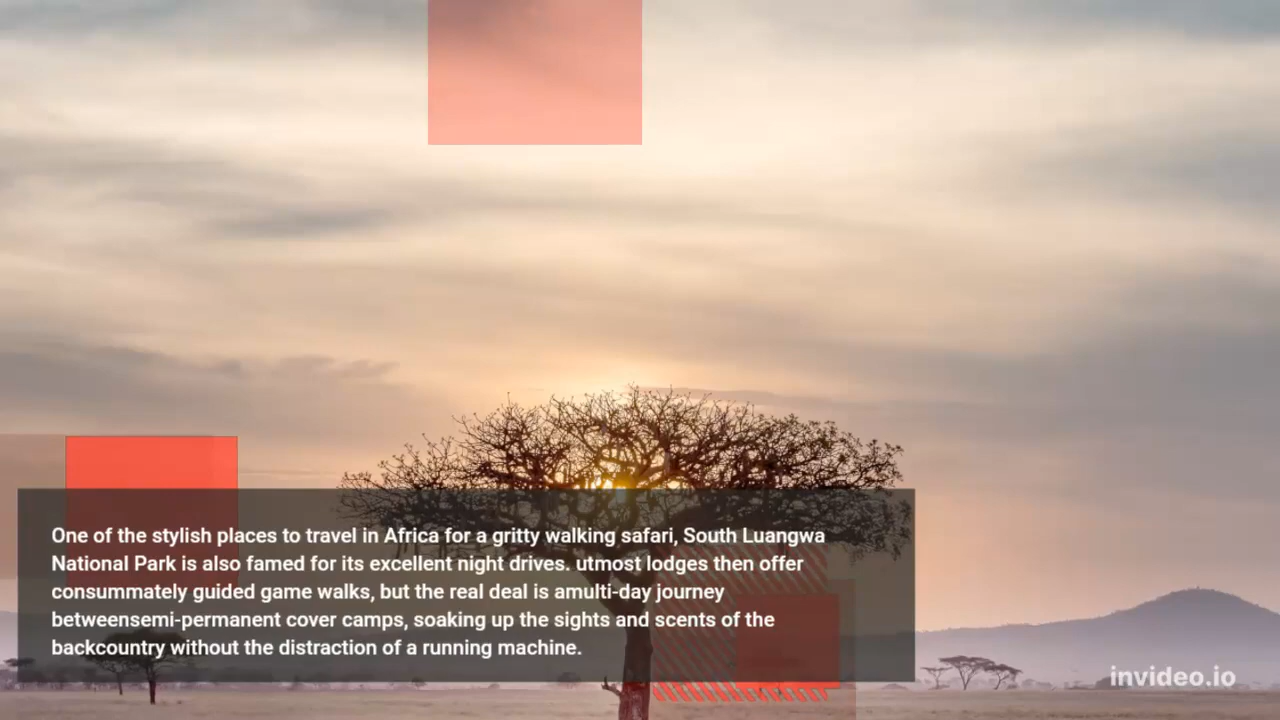 One of the stylish places to travel in Africa for a gritty walking safari, South Luangwa
National Park is also famed for its excellent night drives. utmost lodges then offer
consummately guided game walks, but the real deal is amulti-day journey
betweensemi-permanent cover camps, soaking up the sights and scents of the
backcountry without the distraction of a running machine.
invideo.io